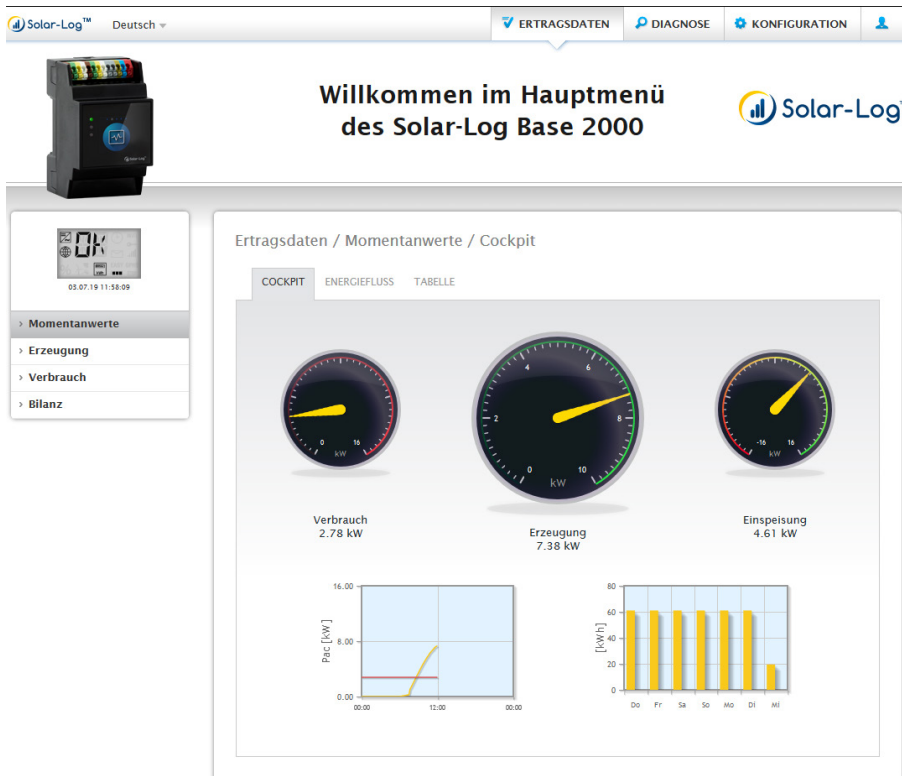 Solar-Log™ Deutsch ERTRAGSDATEN DIAGNOSE KONFIGURATION
Willkommen im Hauptmenü
des Solar-Log Base 2000
Solar-Log
Solar-Log
OK
03.07.19 11:58:09
Momentanwerte
Erzeugung
Verbrauch
Bilanz
Ertragsdaten / Momentanwerte / Cockpit
COCKPIT ENERGIEFLUSS TABELLE
0 16
kW
Verbrauch
2.78 kW
0 2 4 6 8 10
kW
Erzeugung
7.38 kW
-16 16
kW
Einspeisung
4.61 kW
Pac [kW]
16.00
8.00
0.00
00:00 12:00 00:00
[kWh]
80
60
40
20
0
Do Fr Sa So Mo Di Mi